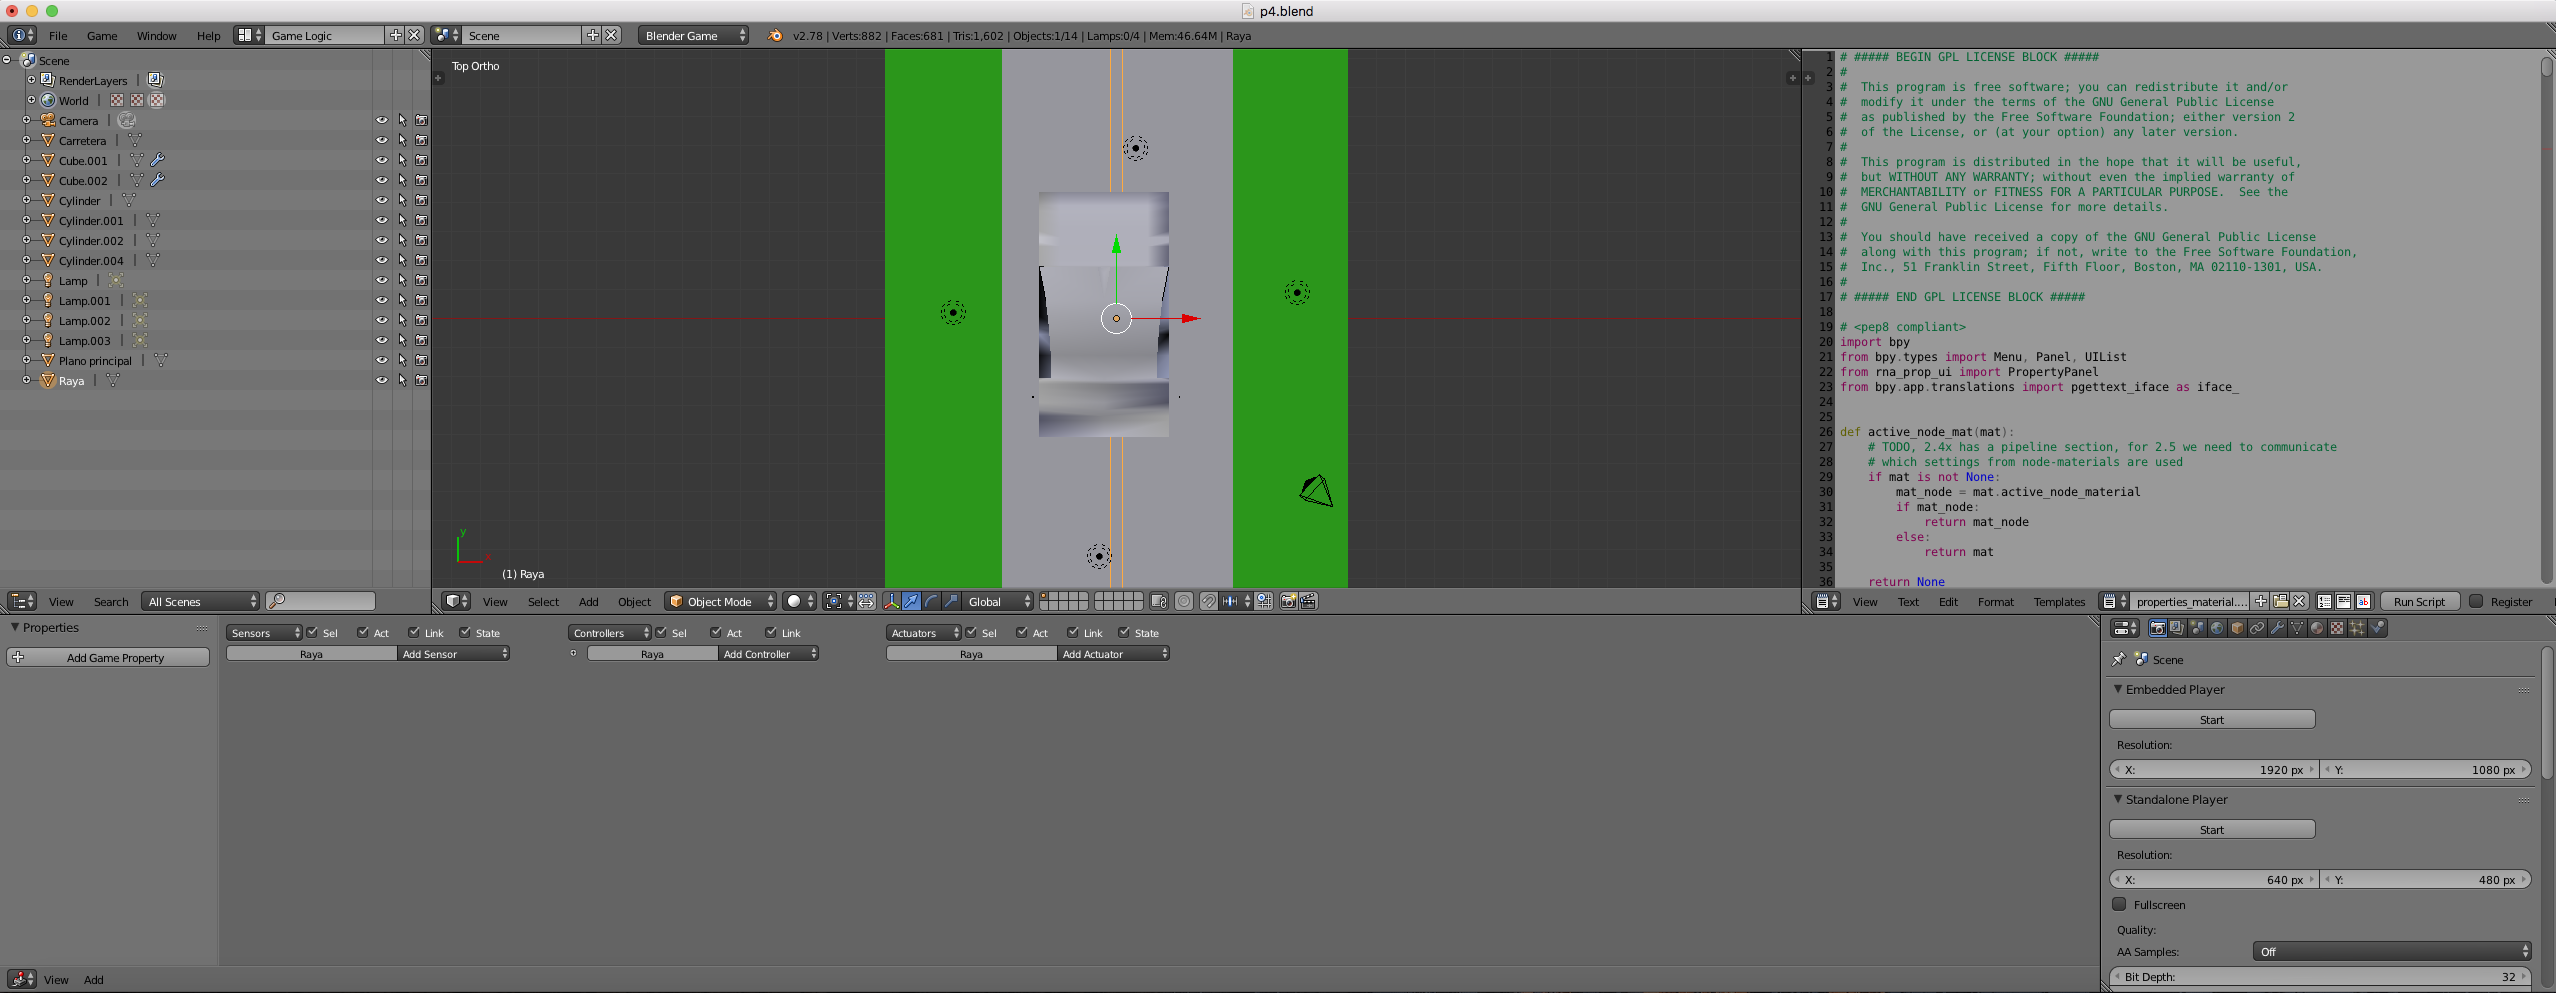 p4.blend
File Game Window Help Game Logic Scene Blender Game v2.78 | Verts:882 | Faces:681 | Tris:1,602 | Objects:1/14 | Lamps:0/4 | Mem:46.64M | Raya
Scene
RenderLayers
World
Camera
Carretera
Cube.001
Cube.002
Cylinder
Cylinder.001
Cylinder.002
Cylinder.004
Lamp
Lamp.001
Lamp.002
Lamp.003
Plano principal
Raya
View Search All Scenes
Top Ortho
y
x
(1) Raya
View Select Add Object Object Mode Global
1 # ##### BEGIN GPL LICENSE BLOCK #####
2 #
3 #  This program is free software; you can redistribute it and/or
4 #  modify it under the terms of the GNU General Public License
5 #  as published by the Free Software Foundation; either version 2
6 #  of the License, or (at your option) any later version.
7 #
8 #  This program is distributed in the hope that it will be useful,
9 #  but WITHOUT ANY WARRANTY; without even the implied warranty of
10 #  MERCHANTABILITY or FITNESS FOR A PARTICULAR PURPOSE.  See the
11 #  GNU General Public License for more details.
12 #
13 #  You should have received a copy of the GNU General Public License
14 #  along with this program; if not, write to the Free Software Foundation,
15 #  Inc., 51 Franklin Street, Fifth Floor, Boston, MA 02110-1301, USA.
16 #
17 # ##### END GPL LICENSE BLOCK #####
18
19 # <pep8 compliant>
20 import bpy
21 from bpy.types import Menu, Panel, UIList
22 from rna_prop_ui import PropertyPanel
23 from bpy.app.translations import pgettext_iface as iface_
24
25
26 def active_node_mat(mat):
27     # TODO, 2.4x has a pipeline section, for 2.5 we need to communicate
28     # which settings from node-materials are used
29     if mat is not None:
30         mat_node = mat.active_node_material
31         if mat_node:
32             return mat_node
33         else:
34             return mat
35
36     return None
View Text Edit Format Templates properties_material.... Run Script Register
Properties
Add Game Property
Sensors Sel Act Link State Controllers Sel Act Link Actuators Sel Act Link State
Raya Add Sensor Raya Add Controller Raya Add Actuator
View Add
Scene
Embedded Player
Start
Resolution:
X: 1920 px Y: 1080 px
Standalone Player
Start
Resolution:
X: 640 px Y: 480 px
Fullscreen
Quality:
AA Samples: Off
Bit Depth: 32